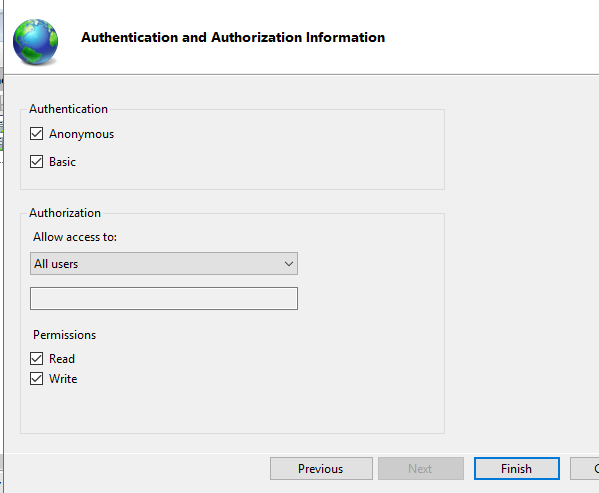 Authentication and Authorization Information
Authentication
Anonymous
Basic
Authorization
Allow access to:
All users
Permissions
Read
Write
Previous
Next
Finish